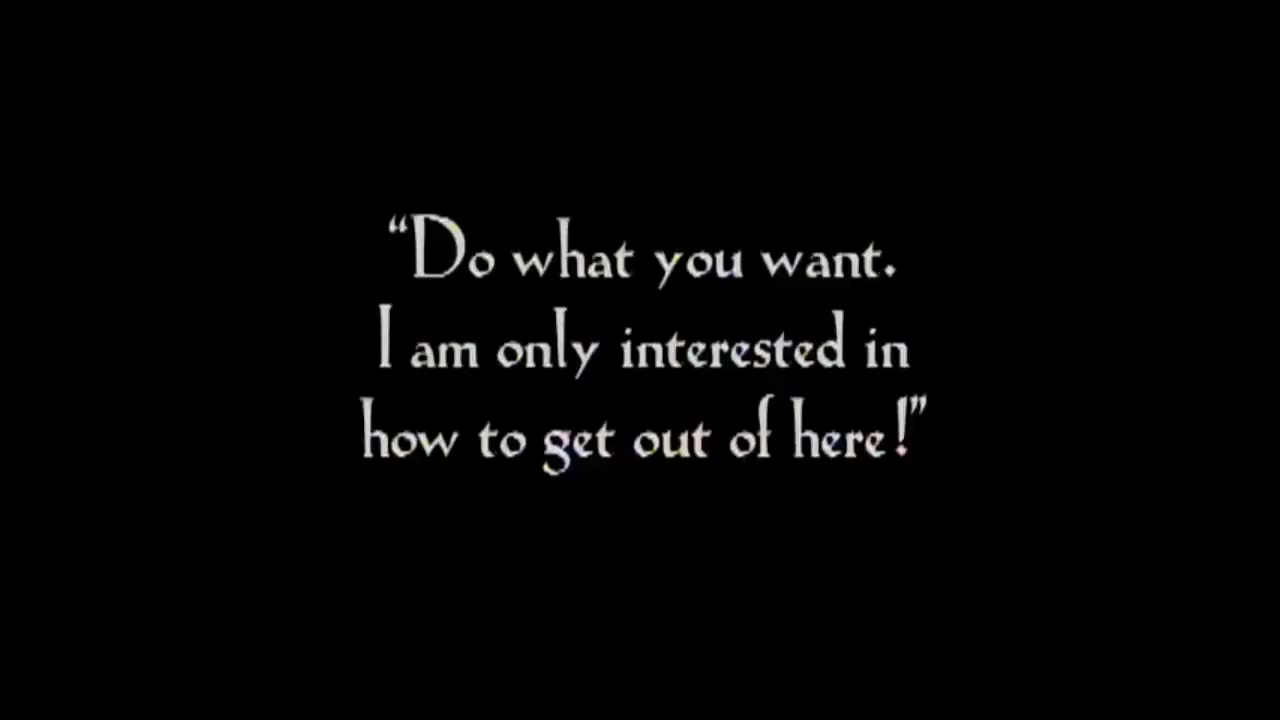 “Do what you want.
I am only interested in
how to get out of here!”